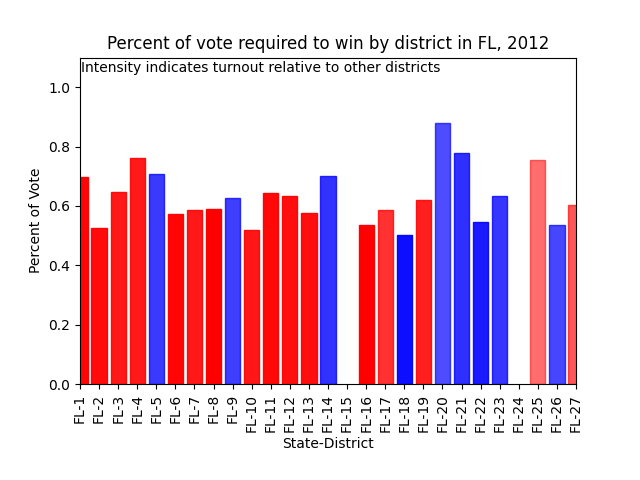 Percent of vote required to win by district in FL, 2012
Intensity indicates turnout relative to other districts
Percent of Vote
1.0
0.8
0.6
0.4
0.2
0.0
FL-1
FL-2
FL-3
FL-4
FL-5
FL-6
FL-7
FL-8
FL-9
FL-10
FL-11
FL-12
FL-13
FL-14
FL-15
FL-16
FL-17
FL-18
FL-19
FL-20
FL-21
FL-22
FL-23
FL-24
FL-25
FL-26
FL-27
State-District